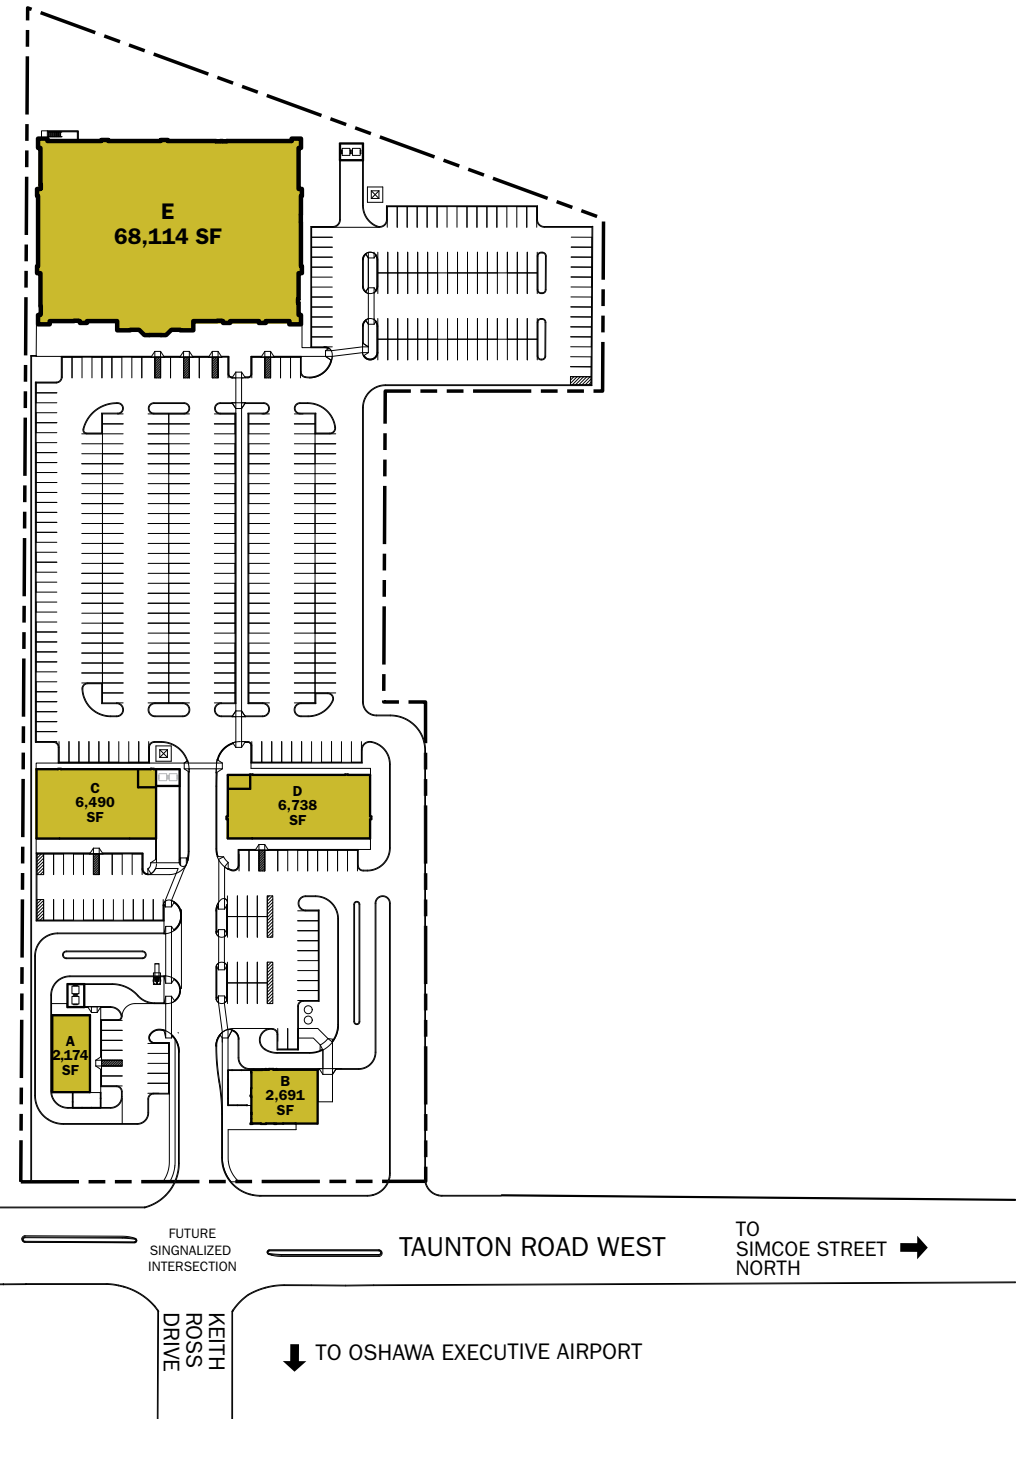 E
68,114 SF
C
6,490
SF
D
6,738
SF
A
2,174
SF
B
2,691
SF
FUTURE
SINGNALIZED
INTERSECTION
TAUNTON ROAD WEST
TO
SIMCOE STREET
NORTH
KEITH
ROSS
DRIVE
TO OSHAWA EXECUTIVE AIRPORT